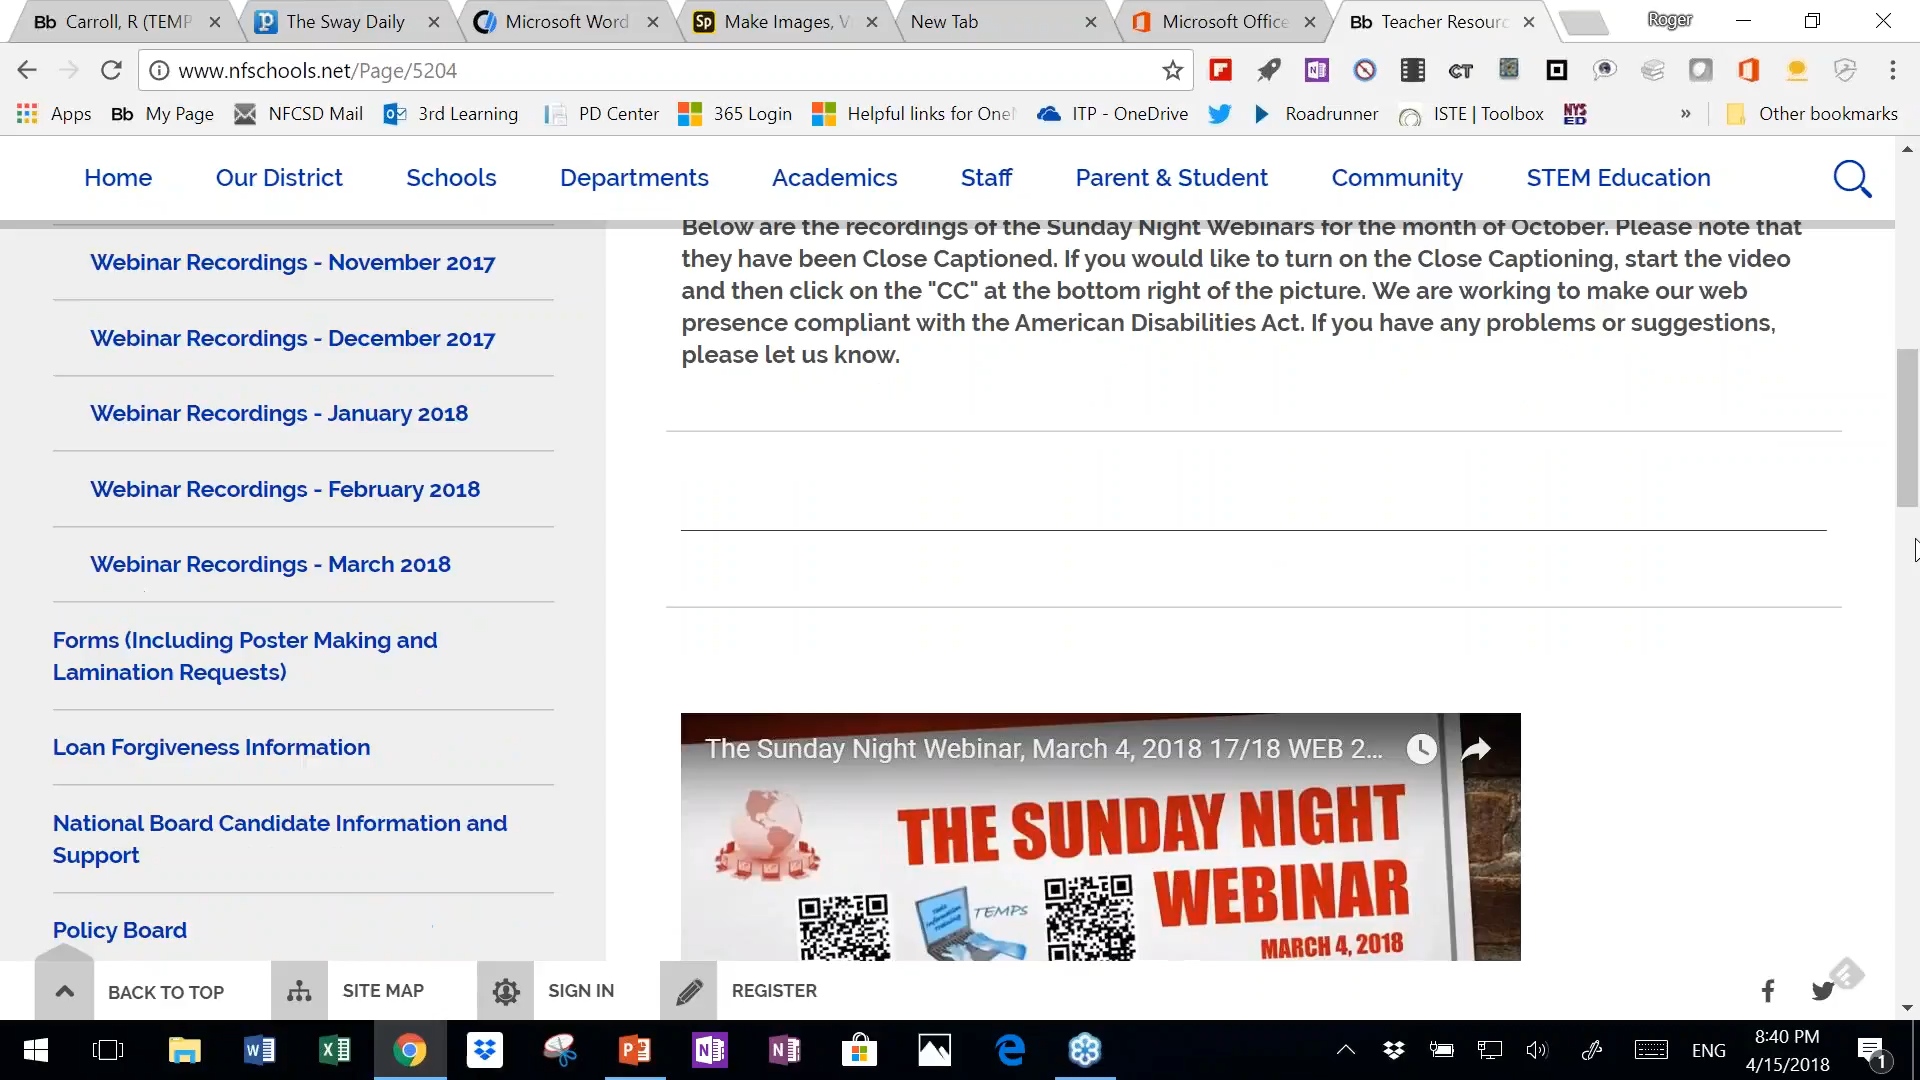 Bb Carroll, R (TEMP
The Sway Daily
Microsoft Word
Sp Make Images, V
New Tab
Microsoft Office
Bb Teacher Resourc
Roger
www.nfschools.net/Page/5204
CT
Apps
Bb My Page
NFCSD Mail
3rd Learning
PD Center
365 Login
Helpful links for One
ITP - OneDrive
Roadrunner
ISTE | Toolbox
NYS
ED
»
Other bookmarks
Home
Our District
Schools
Departments
Academics
Staff
Parent & Student
Community
STEM Education
Webinar Recordings - November 2017
Webinar Recordings - December 2017
Webinar Recordings - January 2018
Webinar Recordings - February 2018
Webinar Recordings - March 2018
Forms (Including Poster Making and
Lamination Requests)
Loan Forgiveness Information
National Board Candidate Information and
Support
Policy Board
Below are the recordings of the Sunday Night Webinars for the month of October. Please note that
they have been Close Captioned. If you would like to turn on the Close Captioning, start the video
and then click on the "CC" at the bottom right of the picture. We are working to make our web
presence compliant with the American Disabilities Act. If you have any problems or suggestions,
please let us know.
The Sunday Night Webinar, March 4, 2018 17/18 WEB 2...
THE SUNDAY NIGHT
WEBINAR
TEMPS
MARCH 4, 2018
BACK TO TOP
SITE MAP
SIGN IN
REGISTER
ENG
8:40 PM
4/15/2018
1